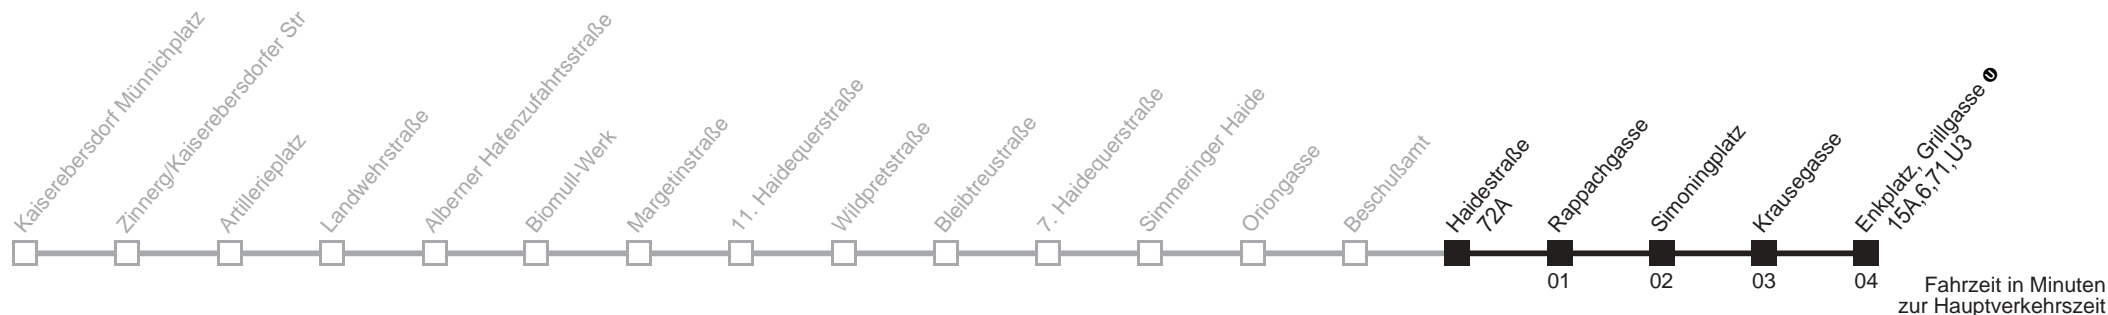 Kaiserebersdorf Münnichplatz
Zinnerg/Kaiserebersdorfer Str
Artillerieplatz
Landwehrstraße
Alberner Hafenzufahrtsstraße
Biomull-Werk
Margetinstraße
11. Haidequerstraße
Wildpretstraße
Bleibtreustraße
7. Haidequerstraße
Simmeringer Haide
Oriongasse
Beschußamt
Haidestraße
72A
Rappachgasse
Simoningplatz
Krausegasse
Enkplatz, Grillgasse U
15A,6,71,U3
01
02
03
04
Fahrzeit in Minuten
zur Hauptverkehrszeit